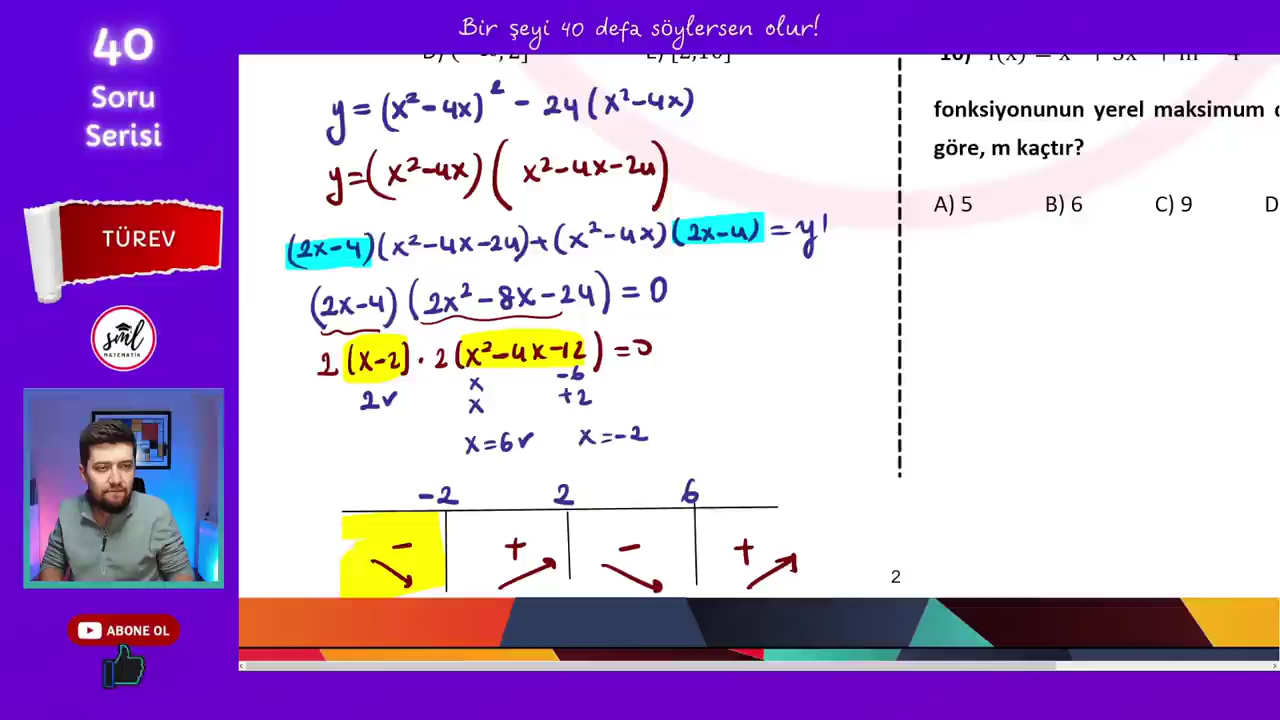 Bir şeyi 40 defa söylersen olur!
40
Soru
Serisi
TÜREV
sml
MATEMATİK
ABONE OL
y = (x² - 4x)² - 24 (x² - 4x)
y = (x² - 4x) (x² - 4x - 24)
(2x - 4) (x² - 4x - 24) + (x² - 4x) (2x - 4) = y'
(2x - 4) (2x² - 8x - 24) = 0
2 (x - 2) · 2 (x² - 4x - 12) = 0
x -6
2✓ x +2
x = 6✓ x = -2
-2 2 6
- + - +
2
fonksiyonunun yerel maksimum
göre, m kaçtır?
A) 5 B) 6 C) 9 D